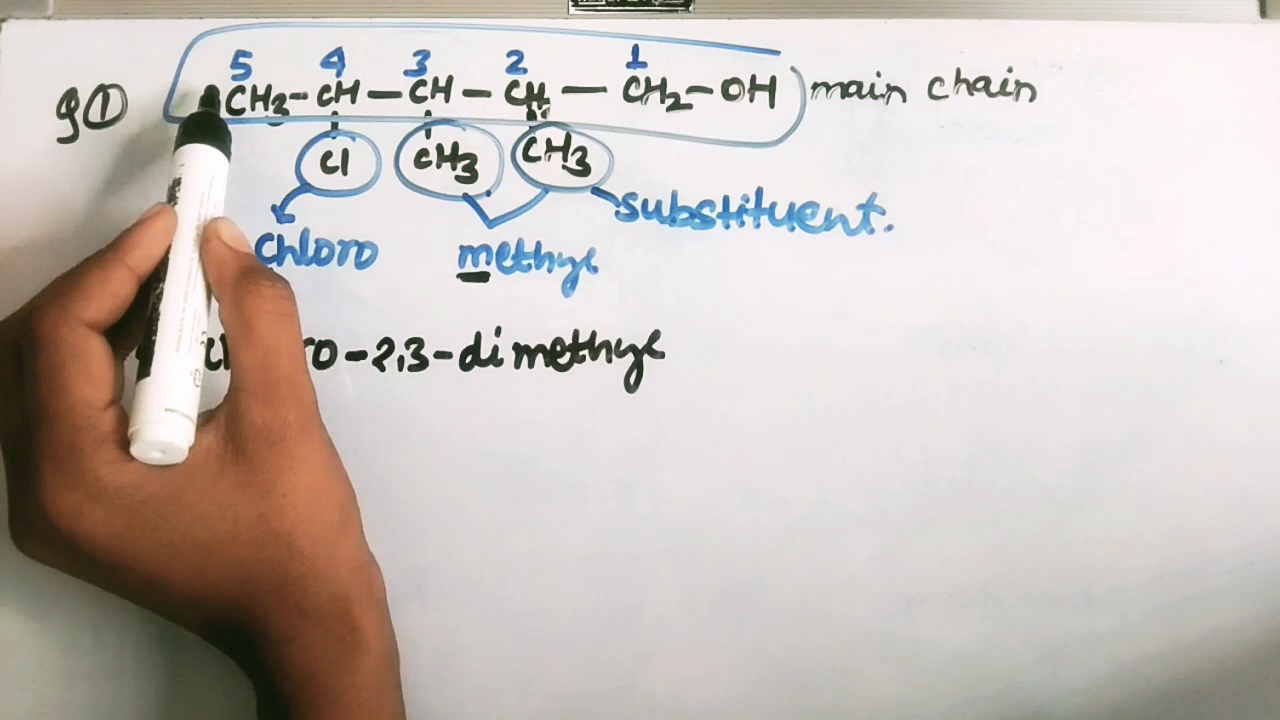 5 4 3 2 1
Q① CH₃-CH-CH-CH-CH₂-OH main chain
Cl CH₃ CH₃
substituent.
chloro methyl
ro-2,3-dimethyl